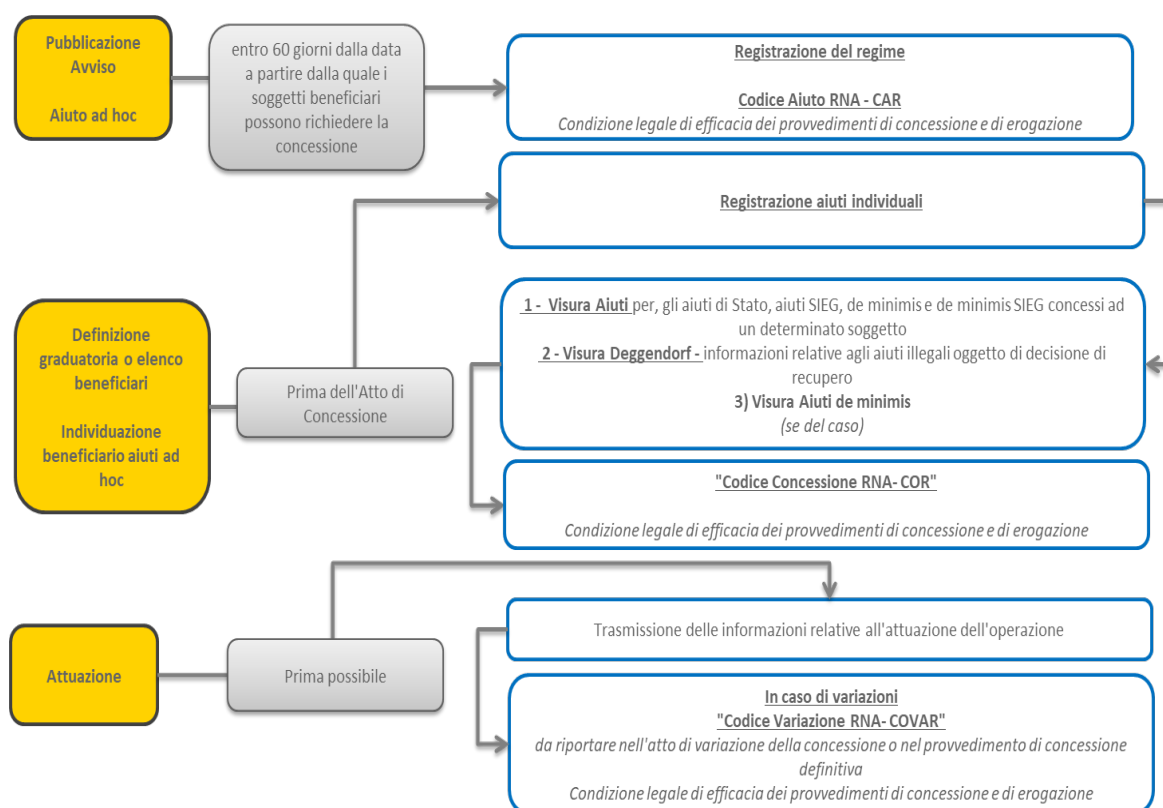 Pubblicazione
Avviso
Aiuto ad hoc
entro 60 giorni dalla data
a partire dalla quale i
soggetti beneficiari
possono richiedere la
concessione
Registrazione del regime
Codice Aiuto RNA - CAR
Condizione legale di efficacia dei provvedimenti di concessione e di erogazione
Registrazione aiuti individuali
Definizione
graduatoria o elenco
beneficiari
Individuazione
beneficiario aiuti ad
hoc
Prima dell'Atto di
Concessione
1 - Visura Aiuti per, gli aiuti di Stato, aiuti SIEG, de minimis e de minimis SIEG concessi ad
un determinato soggetto
2 - Visura Deggendorf - informazioni relative agli aiuti illegali oggetto di decisione di
recupero
3) Visura Aiuti de minimis
(se del caso)
"Codice Concessione RNA- COR"
Condizione legale di efficacia dei provvedimenti di concessione e di erogazione
Attuazione
Prima possibile
Trasmissione delle informazioni relative all'attuazione dell'operazione
In caso di variazioni
"Codice Variazione RNA- COVAR"
da riportare nell'atto di variazione della concessione o nel provvedimento di concessione
definitiva
Condizione legale di efficacia dei provvedimenti di concessione e di erogazione